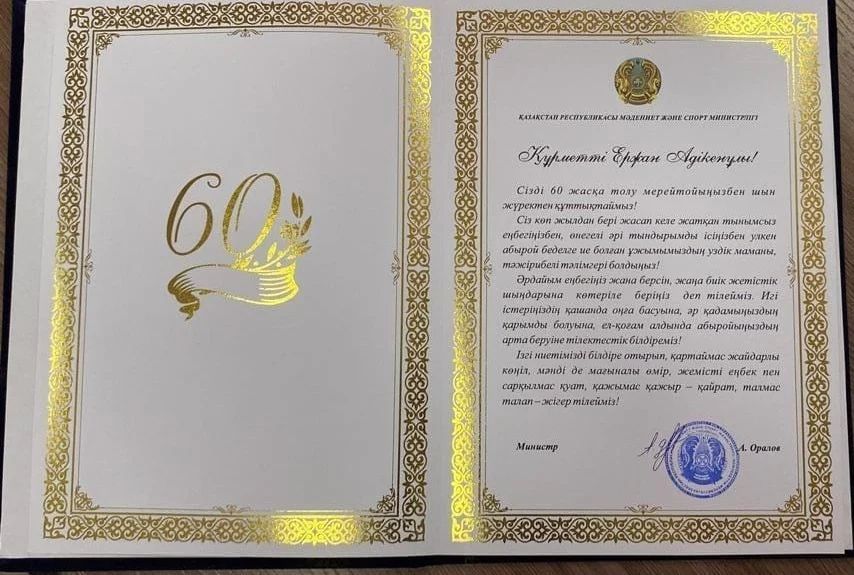 60
ҚАЗАҚСТАН РЕСПУБЛИКАСЫ МӘДЕНИЕТ ЖӘНЕ СПОРТ МИНИСТРЛІГІ
Құрметті Ержан Әдікенұлы!
Сізді 60 жасқа толу мерейтойыңызбен шын
жүректен құттықтаймыз!
Сіз көп жылдан бері жасап келе жатқан тынымсыз
еңбегіңізбен, өнегелі әрі тындырымды ісіңізбен улкен
абырой беделге ие болған ұжымымыздың уздік маманы,
тәжірибелі тәлімгері болдыңыз!
Әрдайым еңбегіңіз жана берсін, жаңа биік жетістік
шыңдарына көтеріле беріңіз деп тілейміз. Игі
істеріңіздің қашанда оңға басуына, әр қадамыңыздың
қарымды болуына, ел-қоғам алдында абыройыңыздың
арта беруіне тілектестік білдіреміз!
Ізгі ниетімізді білдіре отырып, қартаймас жайдарлы
көңіл, мәнді де мағыналы өмір, жемісті еңбек пен
сарқылмас қуат, қажымас қажыр – қайрат, талмас
талап – жігер тілейміз!
Министр А. Оралов